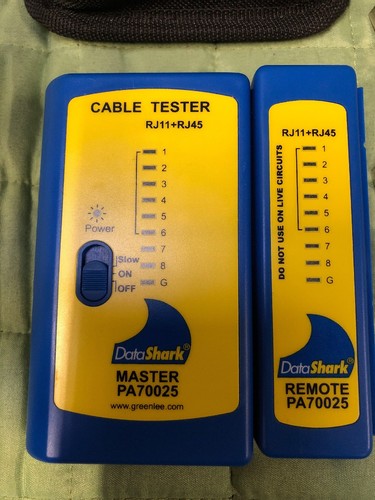 CABLE TESTER
RJ11+RJ45
1
2
3
4
5
6
7
8
G
Power
Slow
ON
OFF
DataShark®
MASTER
PA70025
www.greenlee.com
RJ11+RJ45
DO NOT USE ON LIVE CIRCUITS
1
2
3
4
5
6
7
8
G
DataShark®
REMOTE
PA70025